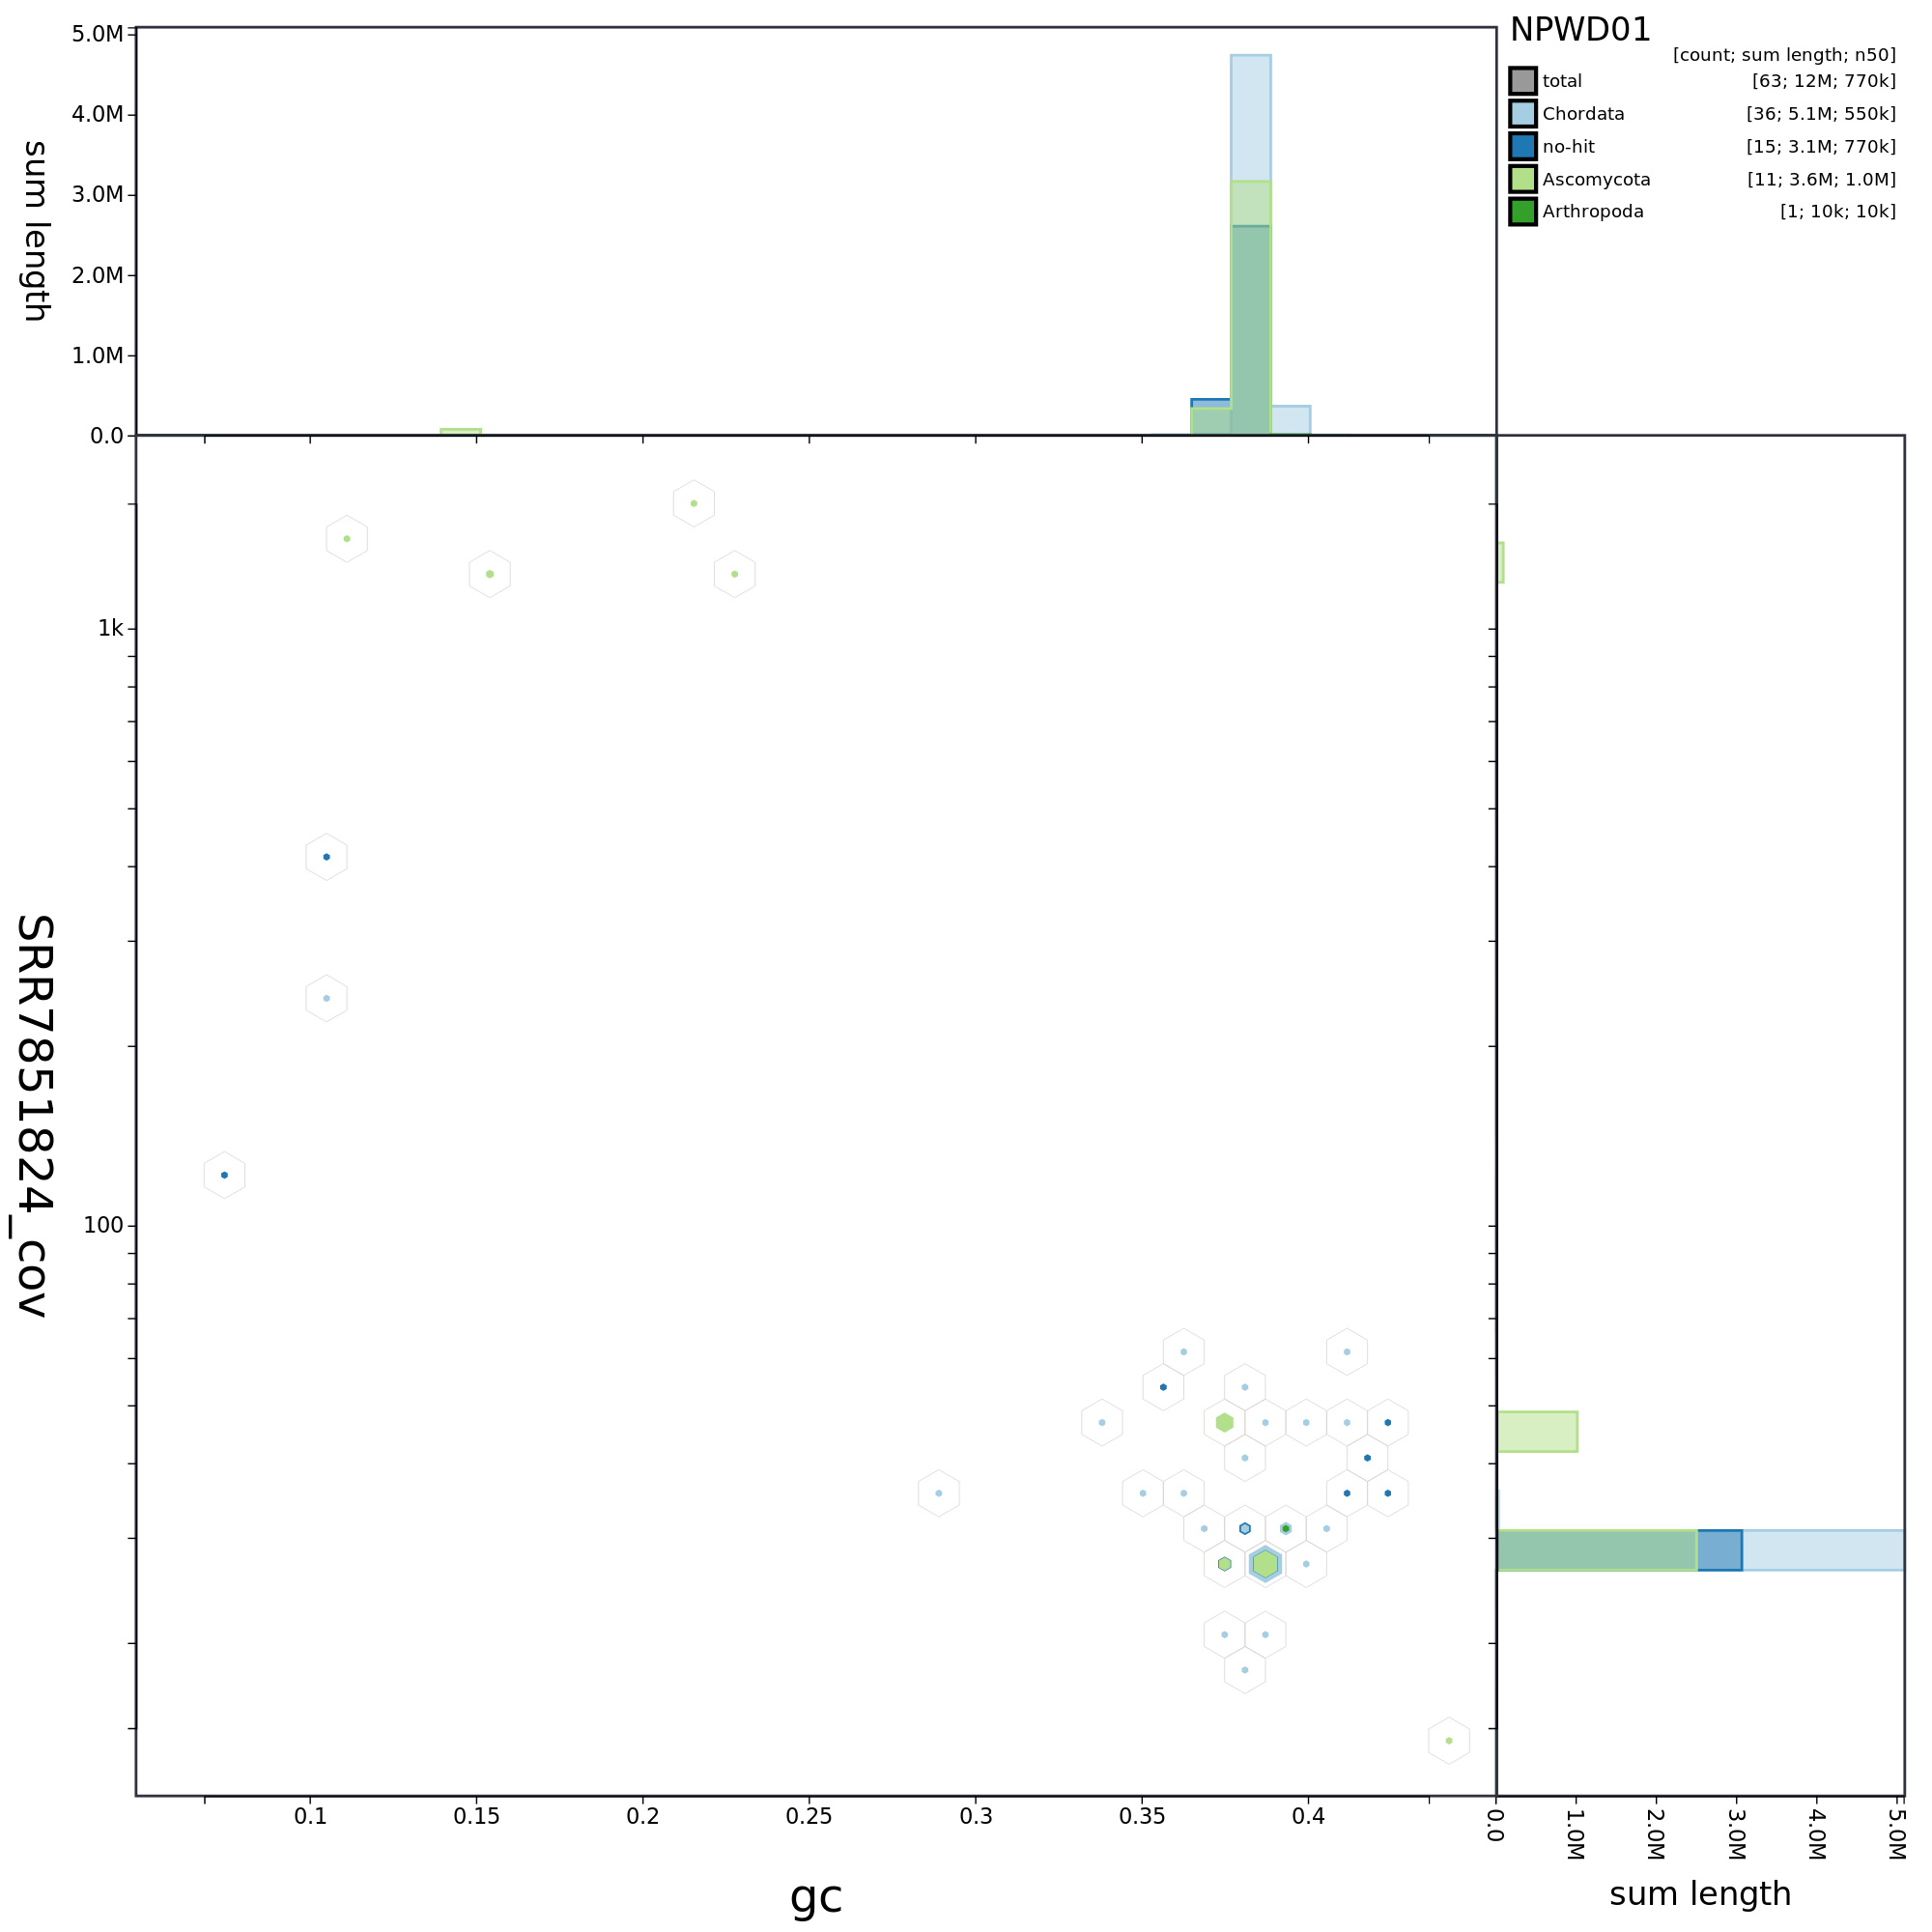 NPWD01
[count; sum length; n50]
total [63; 12M; 770k]
Chordata [36; 5.1M; 550k]
no-hit [15; 3.1M; 770k]
Ascomycota [11; 3.6M; 1.0M]
Arthropoda [1; 10k; 10k]
sum length
5.0M
4.0M
3.0M
2.0M
1.0M
0.0
SRR7851824_cov
1k
100
0.1 0.15 0.2 0.25 0.3 0.35 0.4
gc
0.0 1.0M 2.0M 3.0M 4.0M 5.0M
sum length